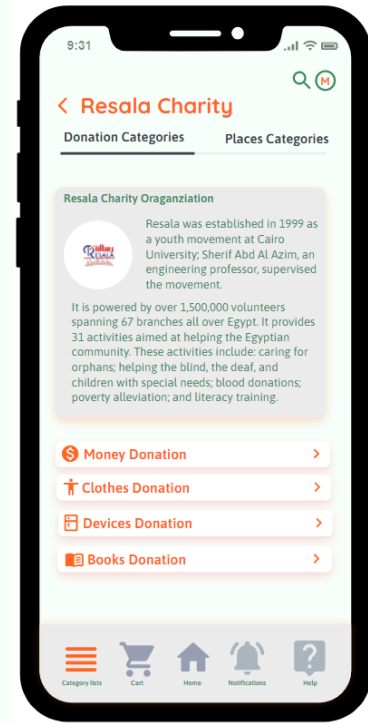 9:31
M
< Resala Charity
Donation Categories
Places Categories
Resala Charity Oraganziation
RESALA
Resala was established in 1999 as
a youth movement at Cairo
University; Sherif Abd Al Azim, an
engineering professor, supervised
the movement.
It is powered by over 1,500,000 volunteers
spanning 67 branches all over Egypt. It provides
31 activities aimed at helping the Egyptian
community. These activities include: caring for
orphans; helping the blind, the deaf, and
children with special needs; blood donations;
poverty alleviation; and literacy training.
$ Money Donation >
Clothes Donation >
Devices Donation >
Books Donation >
Category lists
Cart
Home
Notifications
? Help